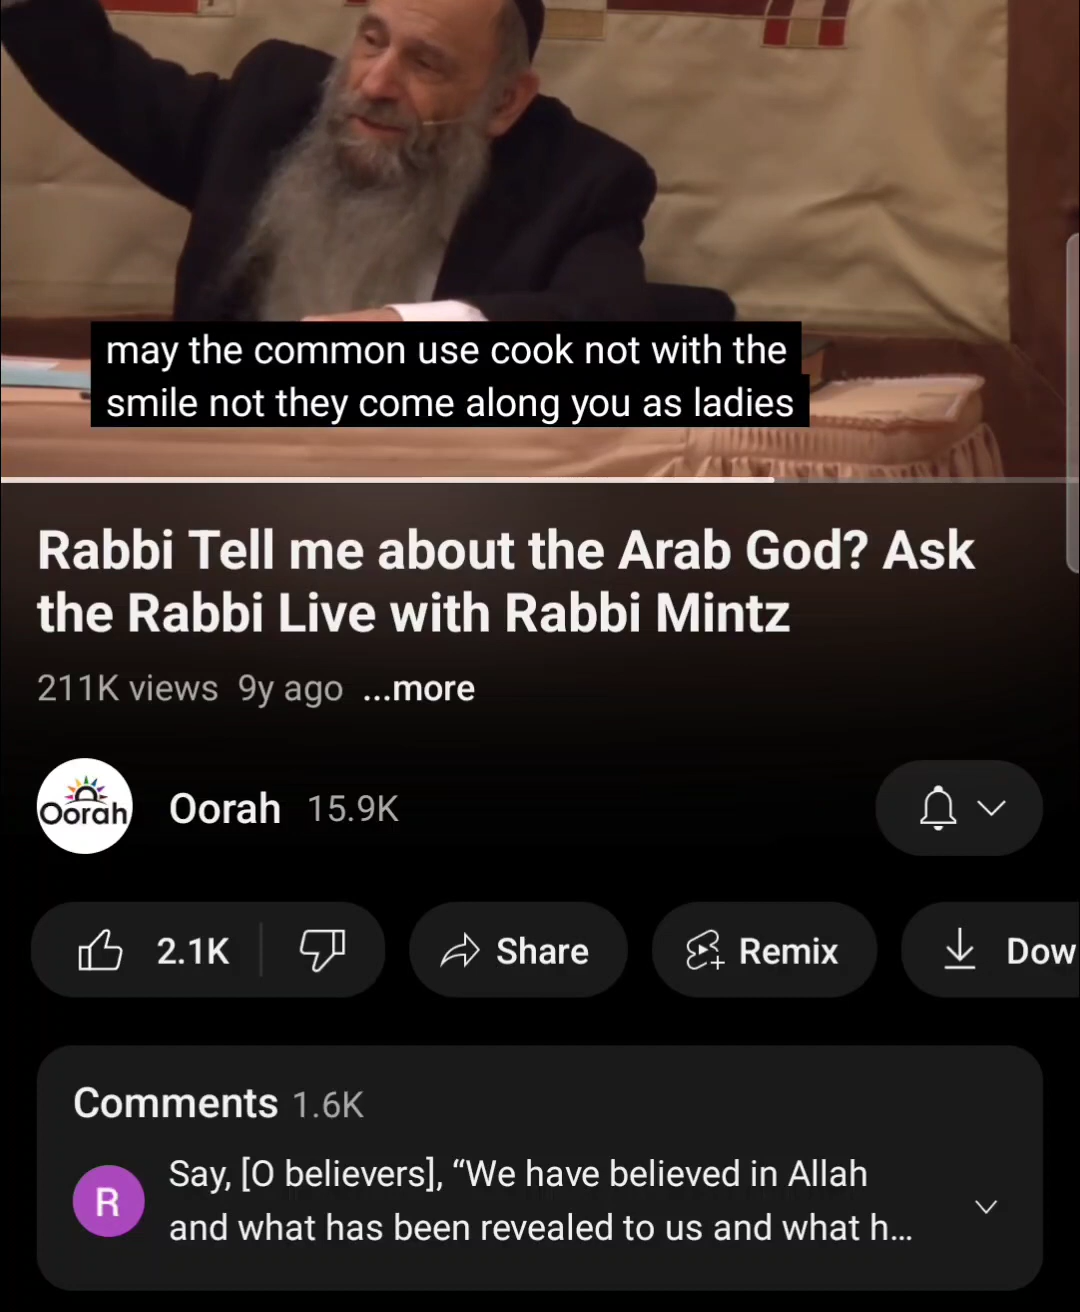 may the common use cook not with the
smile not they come along you as ladies
Rabbi Tell me about the Arab God? Ask
the Rabbi Live with Rabbi Mintz
211K views 9y ago ...more
Oorah
Oorah 15.9K
2.1K
Share
Remix
Dow
Comments 1.6K
R
Say, [O believers], “We have believed in Allah
and what has been revealed to us and what h...